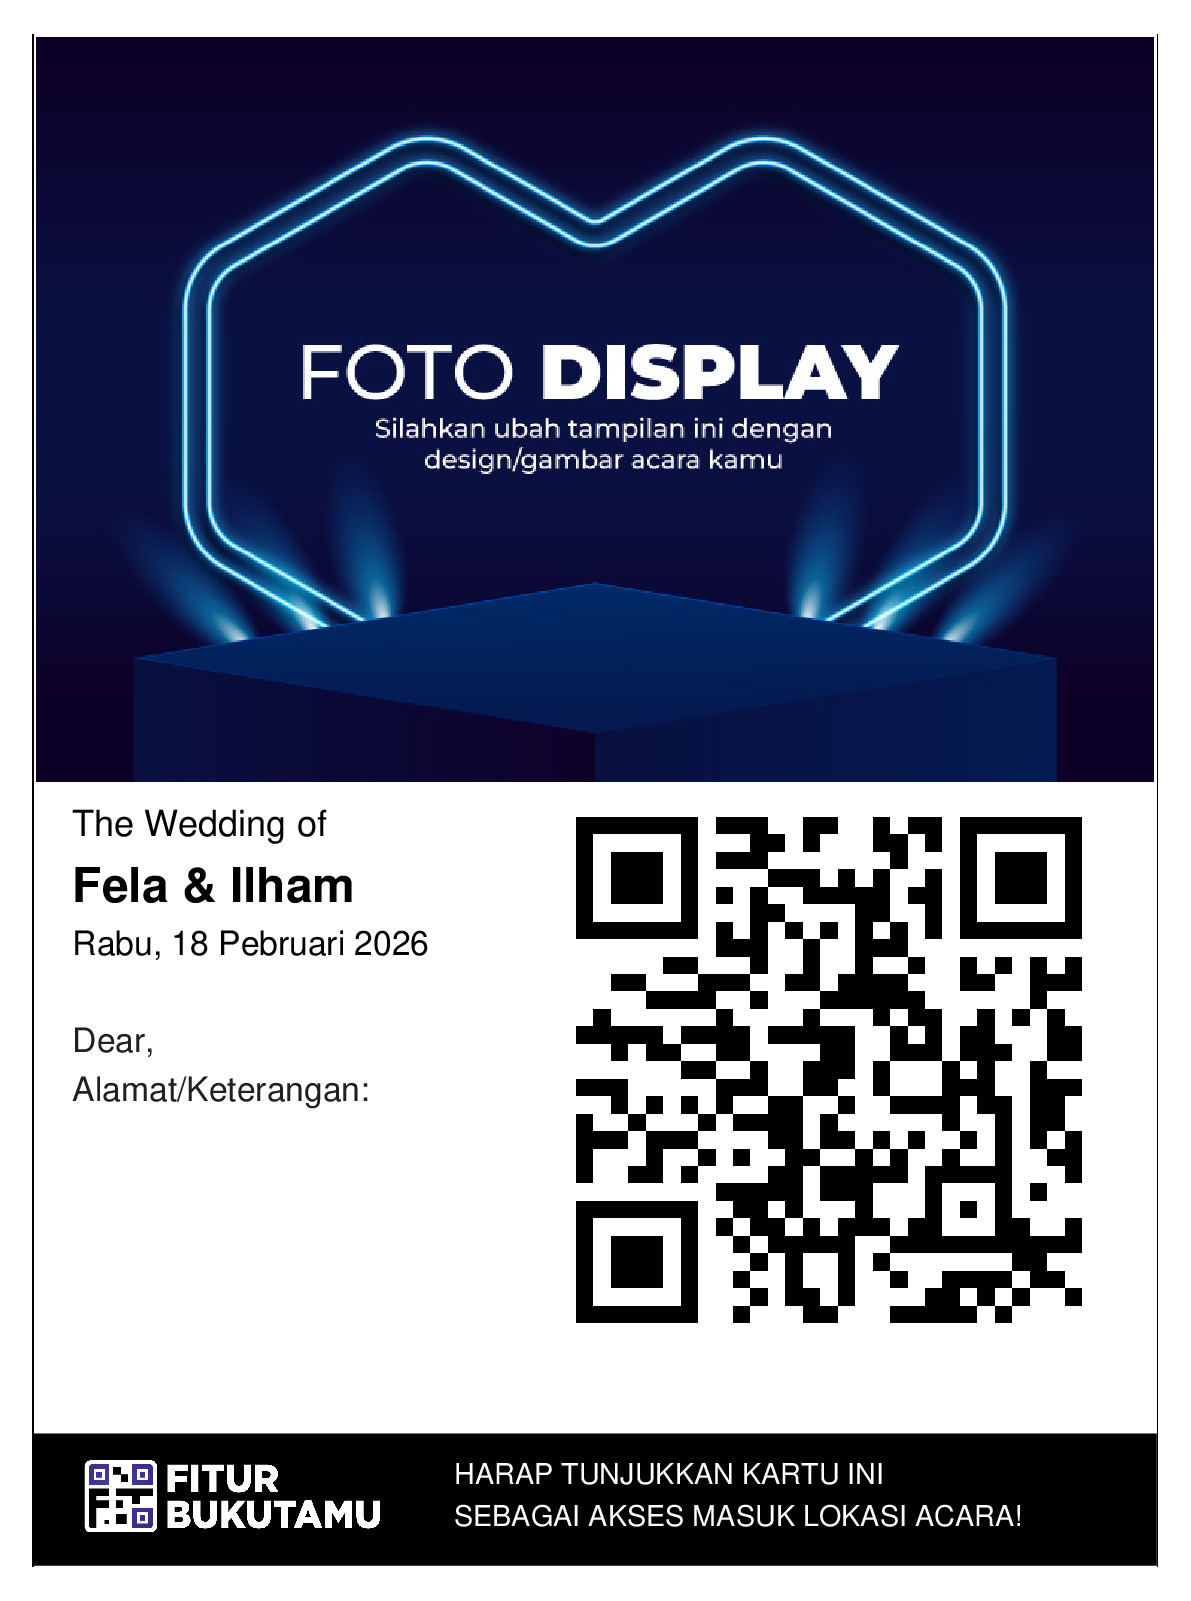 FOTO DISPLAY
Silahkan ubah tampilan ini dengan
design/gambar acara kamu
The Wedding of
Fela & Ilham
Rabu, 18 Pebruari 2026
Dear,
Alamat/Keterangan:
FITUR
BUKUTAMU
HARAP TUNJUKKAN KARTU INI
SEBAGAI AKSES MASUK LOKASI ACARA!